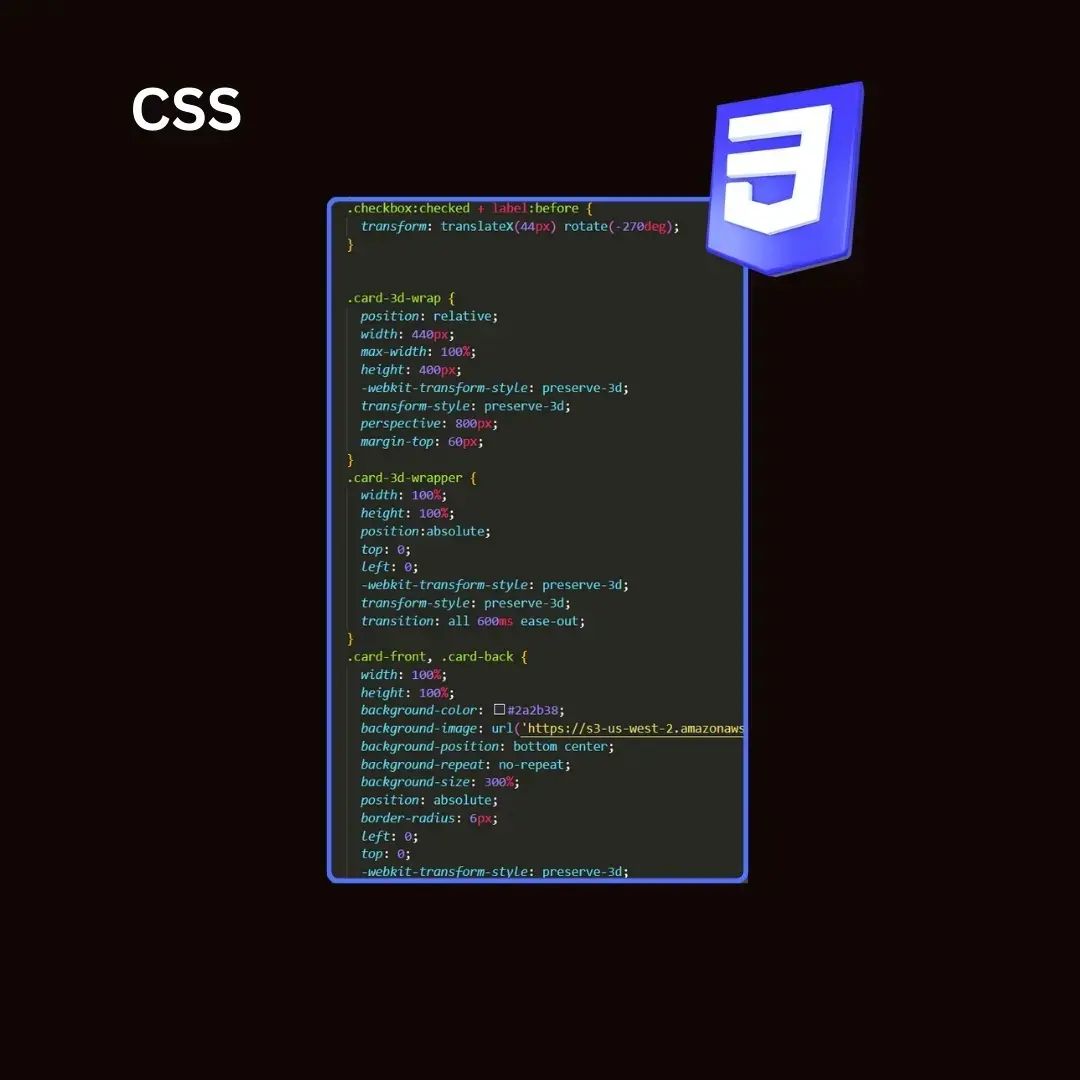 CSS
3
.checkbox:checked + label:before {
transform: translateX(44px) rotate(-270deg);
}
.card-3d-wrap {
position: relative;
width: 440px;
max-width: 100%;
height: 400px;
-webkit-transform-style: preserve-3d;
transform-style: preserve-3d;
perspective: 800px;
margin-top: 60px;
}
.card-3d-wrapper {
width: 100%;
height: 100%;
position:absolute;
top: 0;
left: 0;
-webkit-transform-style: preserve-3d;
transform-style: preserve-3d;
transition: all 600ms ease-out;
}
.card-front, .card-back {
width: 100%;
height: 100%;
background-color: #2a2b38;
background-image: url('https://s3-us-west-2.amazonaws
background-position: bottom center;
background-repeat: no-repeat;
background-size: 300%;
position: absolute;
border-radius: 6px;
left: 0;
top: 0;
-webkit-transform-style: preserve-3d;